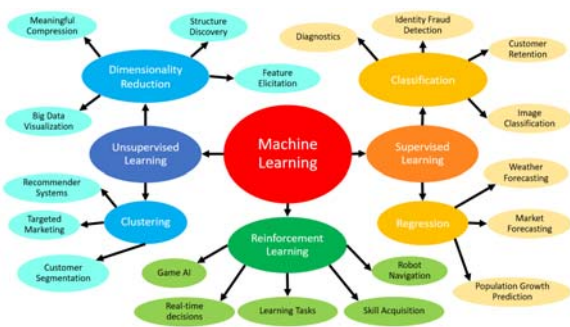 Meaningful
Compression
Structure
Discovery
Dimensionality
Reduction
Feature
Elicitation
Big Data
Visualization
Unsupervised
Learning
Recommender
Systems
Targeted
Marketing
Clustering
Customer
Segmentation
Machine
Learning
Identity Fraud
Detection
Diagnostics
Customer
Retention
Classification
Image
Classification
Supervised
Learning
Weather
Forecasting
Regression
Market
Forecasting
Population Growth
Prediction
Reinforcement
Learning
Game AI
Real-time
decisions
Learning Tasks
Skill Acquisition
Robot
Navigation